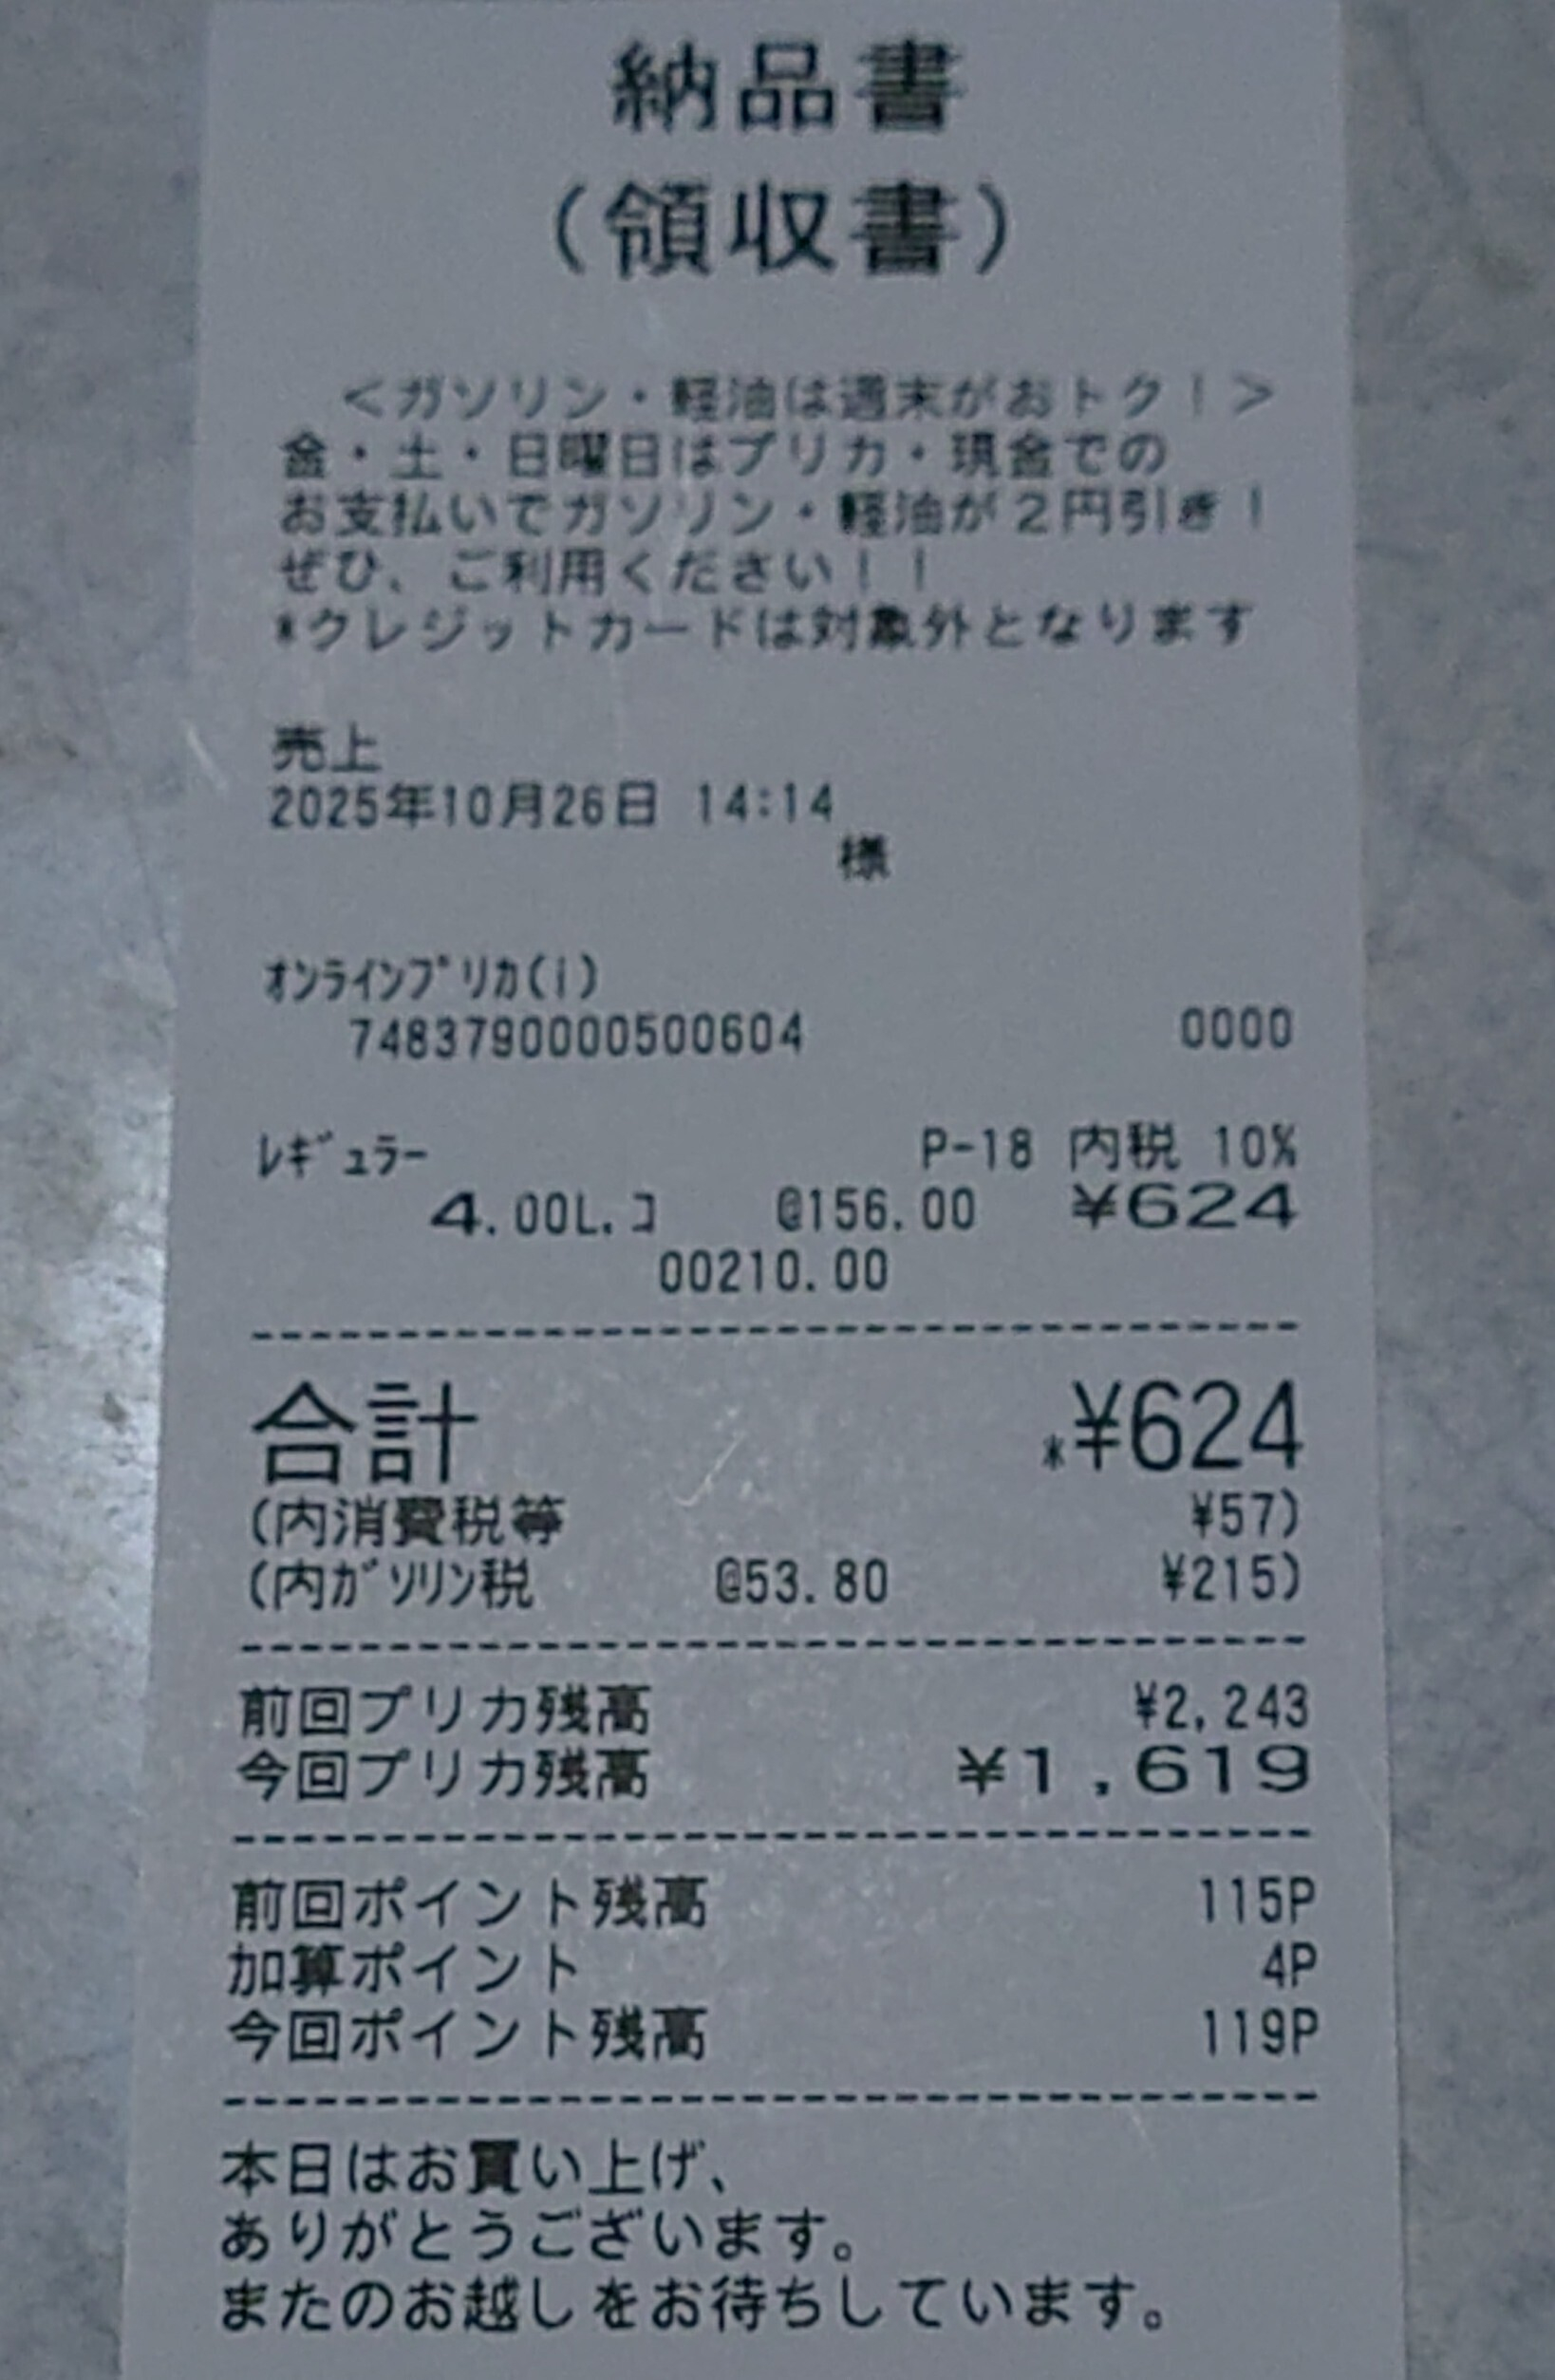 納品書
(領収書)
<ガソリン・軽油は週末がおトク!>
金・土・日曜日はプリカ・現金での
お支払いでガソリン・軽油が2円引き!
ぜひ、ご利用ください!!
*クレジットカードは対象外となります
売上
2025年10月26日 14:14
様
オンラインプリカ(i)
7483790000500604 0000
レギュラー P-18 内税 10%
4.00L.コ @156.00 ¥624
00210.00
合計 *¥624
(内消費税等 ¥57)
(内ガソリン税 @53.80 ¥215)
前回プリカ残高 ¥2,243
今回プリカ残高 ¥1,619
前回ポイント残高 115P
加算ポイント 4P
今回ポイント残高 119P
本日はお買い上げ、
ありがとうございます。
またのお越しをお待ちしています。